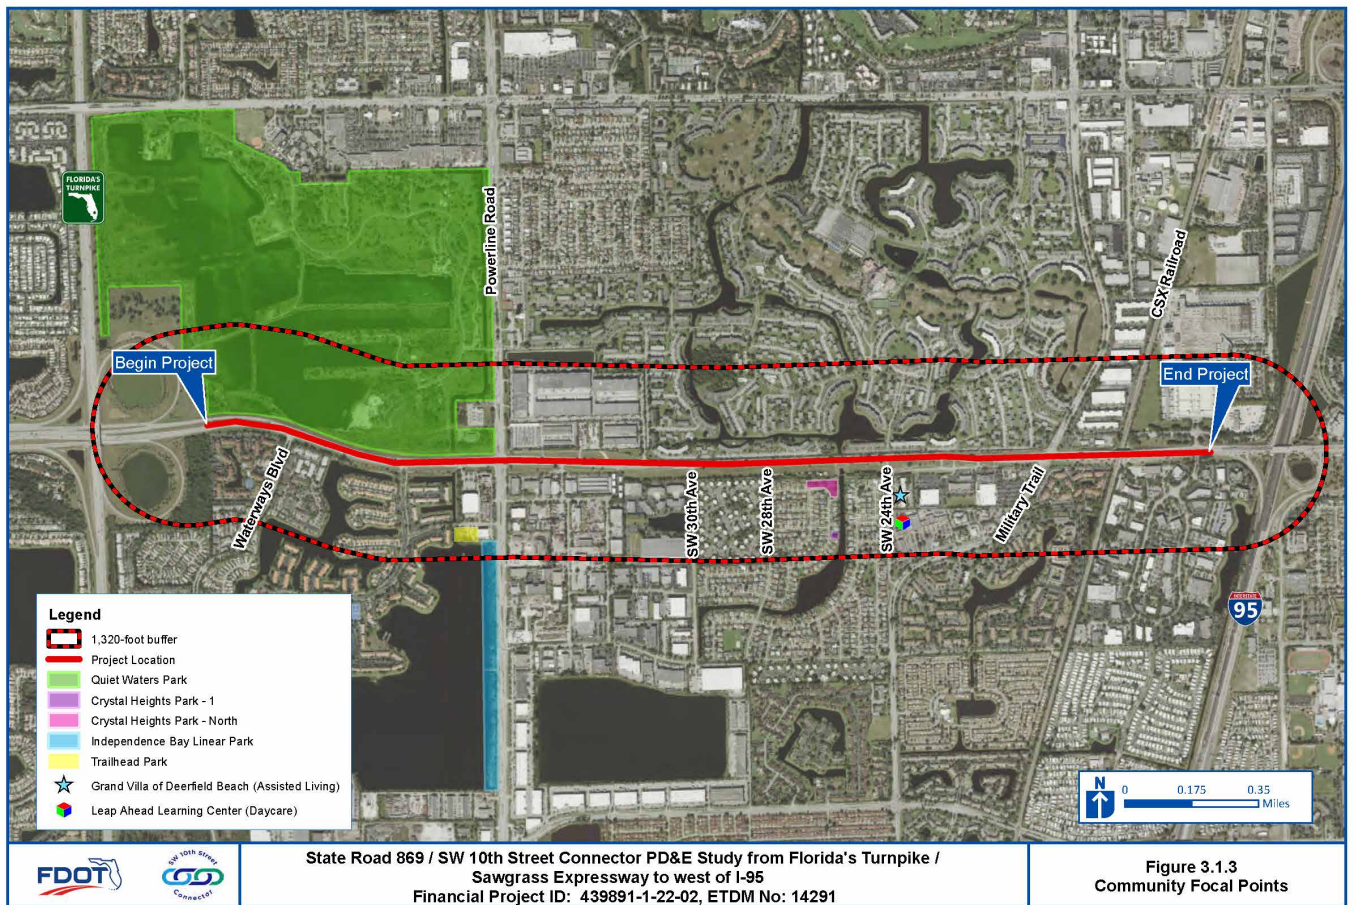 FLORIDA'S
TURNPIKE
Powerline Road
CSX Railroad
Begin Project
End Project
Waterways Blvd
SW 30th Ave
SW 28th Ave
SW 24th Ave
Military Trail
INTERSTATE
95
Legend
1,320-foot buffer
Project Location
Quiet Waters Park
Crystal Heights Park - 1
Crystal Heights Park - North
Independence Bay Linear Park
Trailhead Park
Grand Villa of Deerfield Beach (Assisted Living)
Leap Ahead Learning Center (Daycare)
N
0 0.175 0.35
Miles
FDOT
SW 10th Street
Connector
State Road 869 / SW 10th Street Connector PD&E Study from Florida's Turnpike /
Sawgrass Expressway to west of I-95
Financial Project ID: 439891-1-22-02, ETDM No: 14291
Figure 3.1.3
Community Focal Points